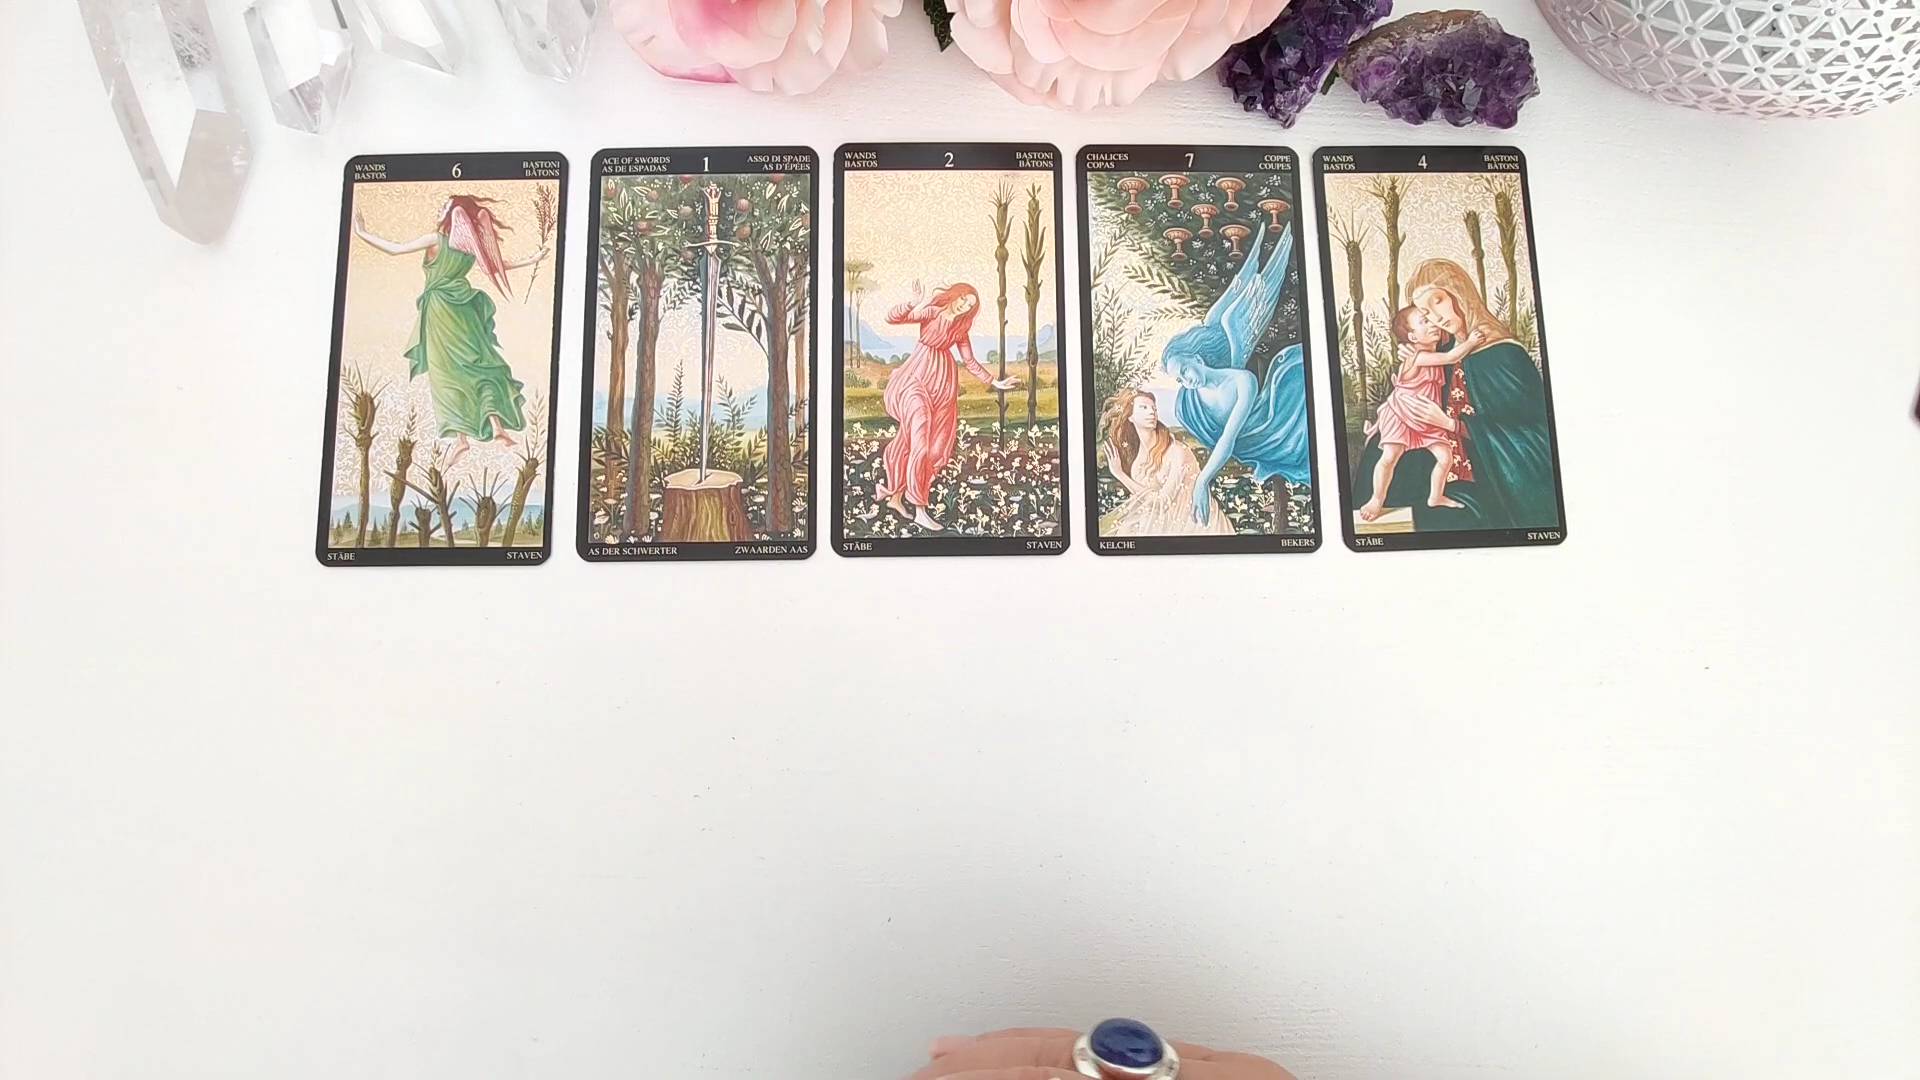 WANDS
BASTOS
6
BASTONI
BÂTONS
STÄBE
STAVEN
ACE OF SWORDS
AS DE ESPADAS
1
ASSO DI SPADE
AS D'ÉPÉES
AS DER SCHWERTER
ZWAARDEN AAS
WANDS
BASTOS
2
BASTONI
BÂTONS
STÄBE
STAVEN
CHALICES
COPAS
7
COPPE
COUPES
KELCHE
BEKERS
WANDS
BASTOS
4
BASTONI
BÂTONS
STÄBE
STAVEN